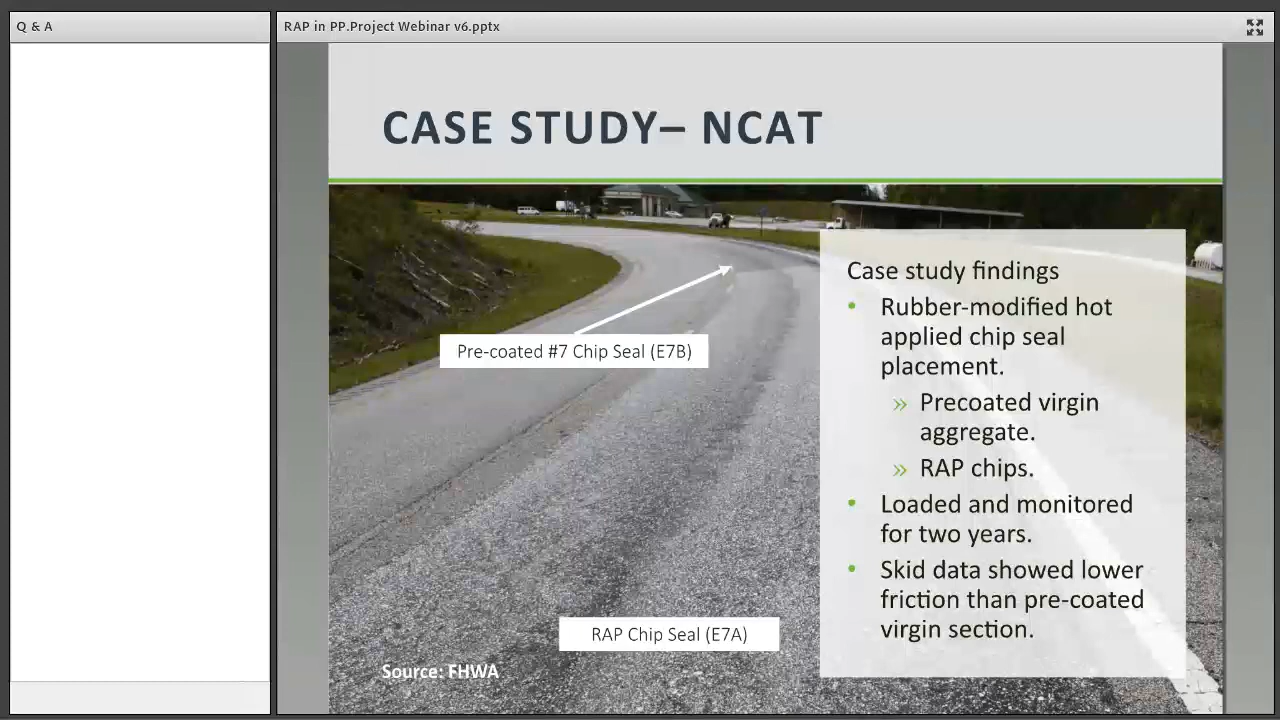 Q & A
RAP in PP.Project Webinar v6.pptx
CASE STUDY– NCAT
Pre-coated #7 Chip Seal (E7B)
RAP Chip Seal (E7A)
Source: FHWA
Case study findings
• Rubber-modified hot
applied chip seal
placement.
» Precoated virgin
aggregate.
» RAP chips.
• Loaded and monitored
for two years.
• Skid data showed lower
friction than pre-coated
virgin section.